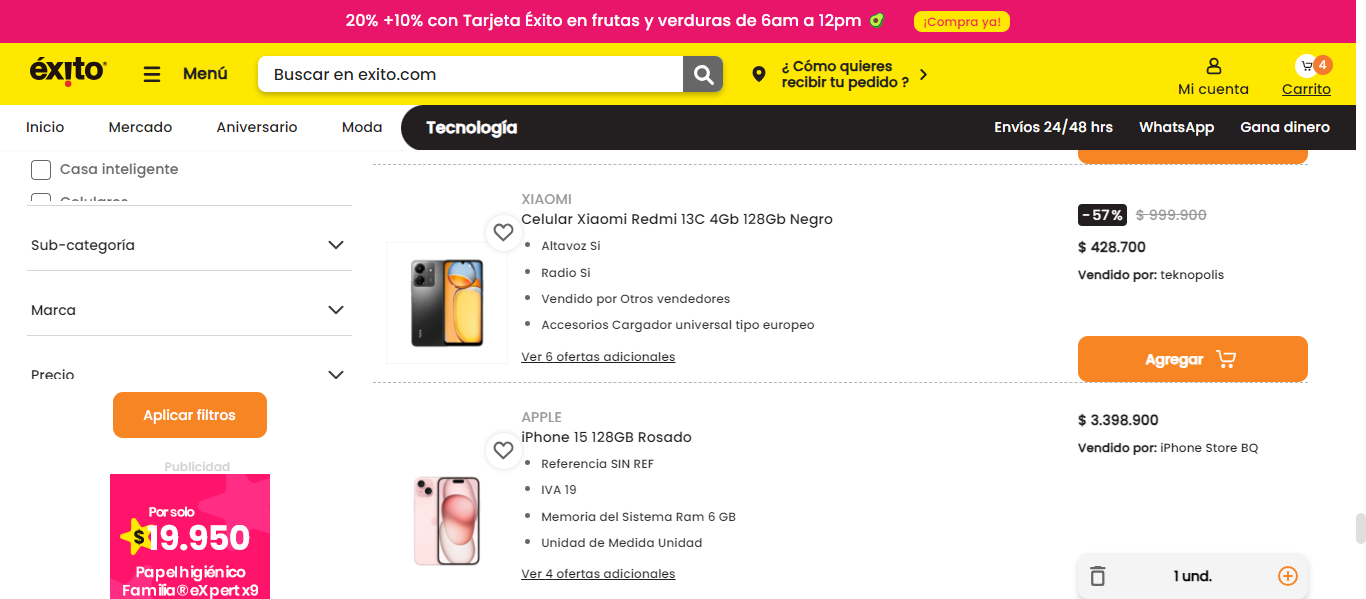 20% +10% con Tarjeta Éxito en frutas y verduras de 6am a 12pm
¡Compra ya!
éxito
Menú
Buscar en exito.com
¿ Cómo quieres
recibir tu pedido ?
Mi cuenta
4
Carrito
Inicio
Mercado
Aniversario
Moda
Tecnología
Envíos 24/48 hrs
WhatsApp
Gana dinero
Casa inteligente
Celulares
Sub-categoría
Marca
Precio
Aplicar filtros
Publicidad
Por solo
$19.950
Papel higiénico
Familia® eXpert x9
XIAOMI
Celular Xiaomi Redmi 13C 4Gb 128Gb Negro
Altavoz Si
Radio Si
Vendido por Otros vendedores
Accesorios Cargador universal tipo europeo
Ver 6 ofertas adicionales
-57% $ 999.900
$ 428.700
Vendido por: teknopolis
Agregar
APPLE
iPhone 15 128GB Rosado
Referencia SIN REF
IVA 19
Memoria del Sistema Ram 6 GB
Unidad de Medida Unidad
Ver 4 ofertas adicionales
$ 3.398.900
Vendido por: iPhone Store BQ
1 und.